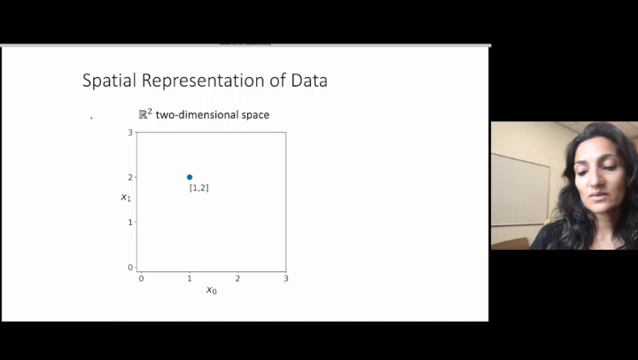 Spatial Representation of Data
ℝ² two-dimensional space
3
2
[1,2]
x₁
1
0
0 1 2 3
x₀